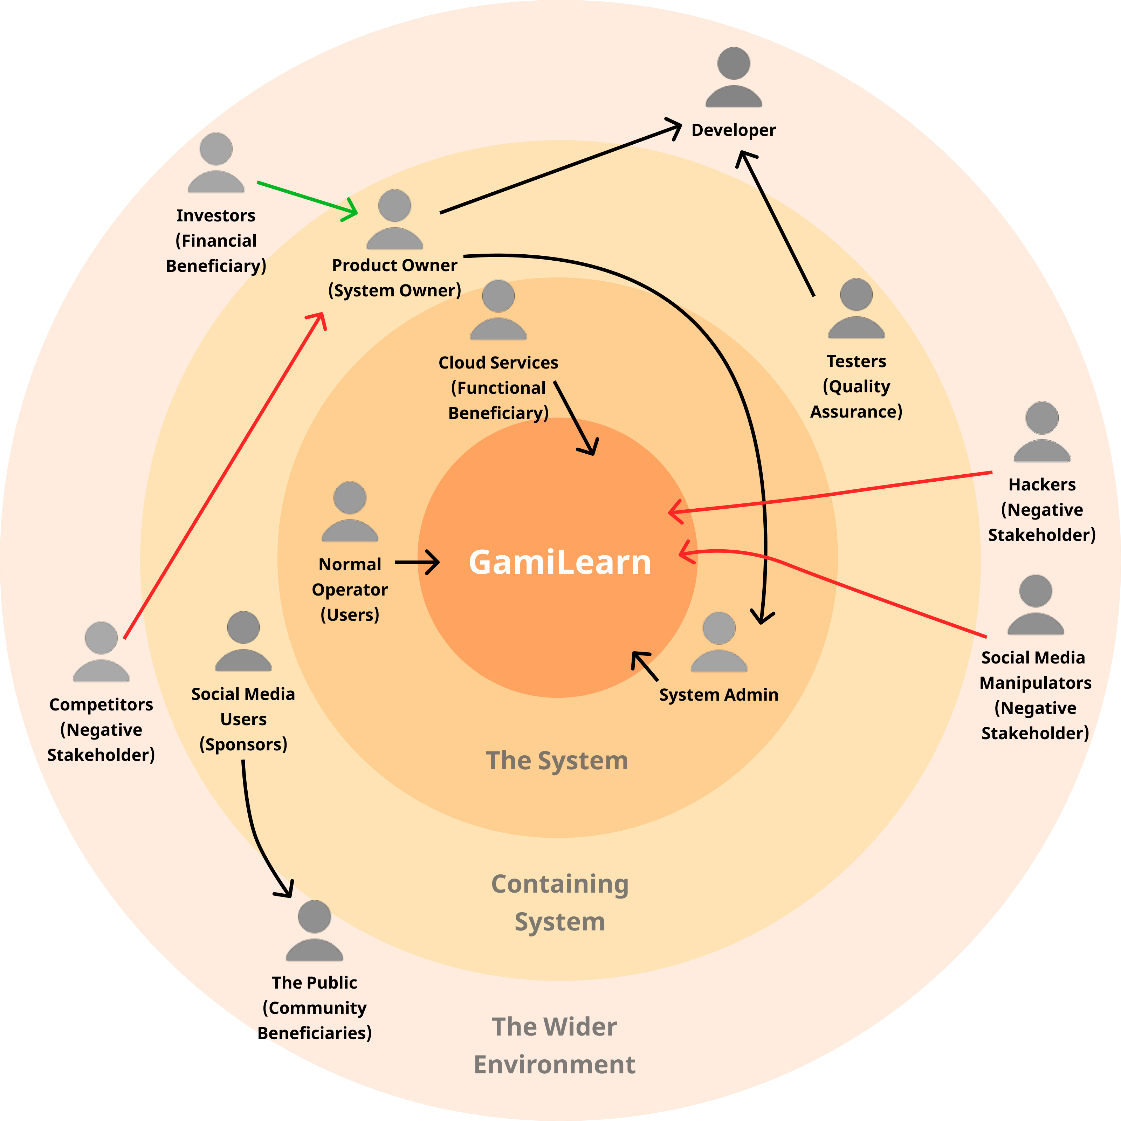 Developer
Investors
(Financial
Beneficiary)
Product Owner
(System Owner)
Cloud Services
(Functional
Beneficiary)
Testers
(Quality
Assurance)
Hackers
(Negative
Stakeholder)
Normal
Operator
(Users)
GamiLearn
Social Media
Manipulators
(Negative
Stakeholder)
System Admin
Competitors
(Negative
Stakeholder)
Social Media
Users
(Sponsors)
The System
Containing
System
The Public
(Community
Beneficiaries)
The Wider
Environment